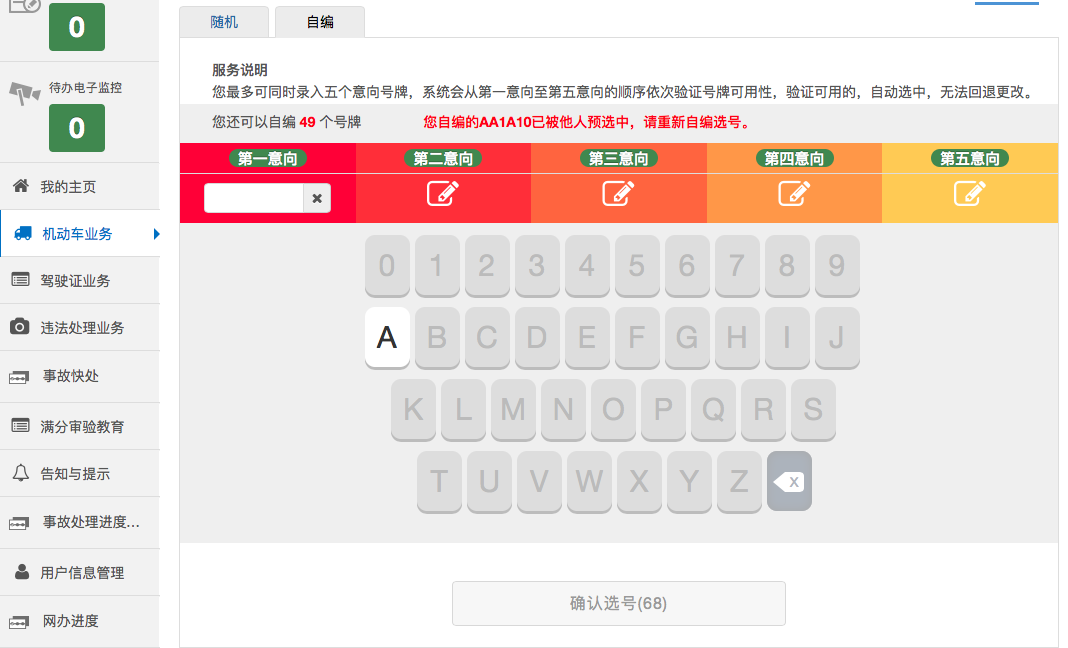 0
待办电子监控
0
我的主页
机动车业务
驾驶证业务
违法处理业务
事故快处
满分审验教育
告知与提示
事故处理进度...
用户信息管理
网办进度
随机 自编
服务说明
您最多可同时录入五个意向号牌，系统会从第一意向至第五意向的顺序依次验证号牌可用性，验证可用的，自动选中，无法回退更改。
您还可以自编 49 个号牌 您自编的AA1A10已被他人预选中，请重新自编选号。
第一意向 第二意向 第三意向 第四意向 第五意向
0 1 2 3 4 5 6 7 8 9
A B C D E F G H I J
K L M N O P Q R S
T U V W X Y Z X
确认选号(68)